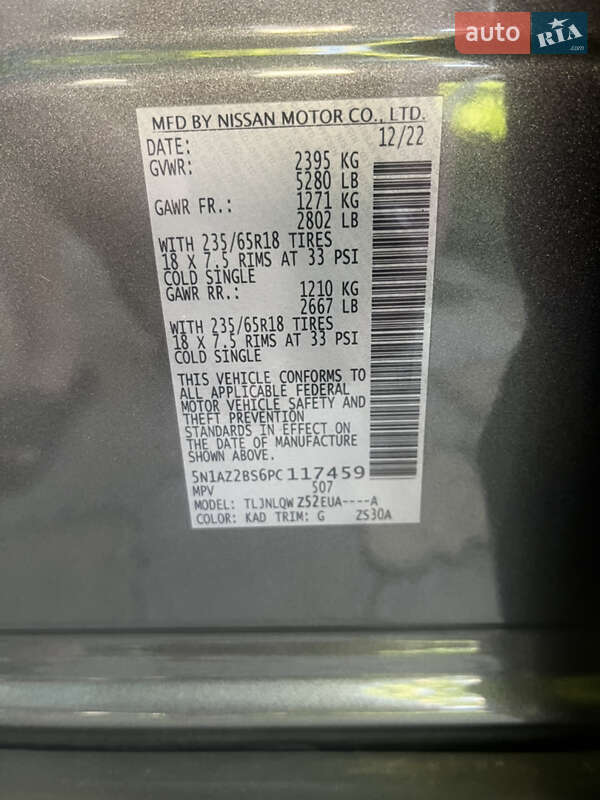 auto RIA.com
MFD BY NISSAN MOTOR CO., LTD.
DATE: 12/22
GVWR: 2395 KG
5280 LB
GAWR FR.: 1271 KG
2802 LB
WITH 235/65R18 TIRES
18 X 7.5 RIMS AT 33 PSI
COLD SINGLE
GAWR RR.: 1210 KG
2667 LB
WITH 235/65R18 TIRES
18 X 7.5 RIMS AT 33 PSI
COLD SINGLE
THIS VEHICLE CONFORMS TO
ALL APPLICABLE FEDERAL
MOTOR VEHICLE SAFETY AND
THEFT PREVENTION
STANDARDS IN EFFECT ON
THE DATE OF MANUFACTURE
SHOWN ABOVE.
5N1AZ2BS6PC117459
MPV 507
MODEL: TL3NLQW Z52EUA----A
COLOR: KAD TRIM: G Z530A